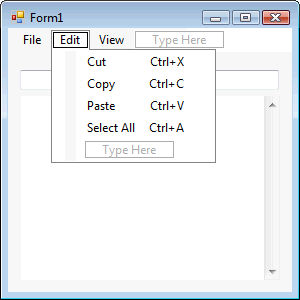 Form1
File Edit View Type Here
Cut Ctrl+X
Copy Ctrl+C
Paste Ctrl+V
Select All Ctrl+A
Type Here